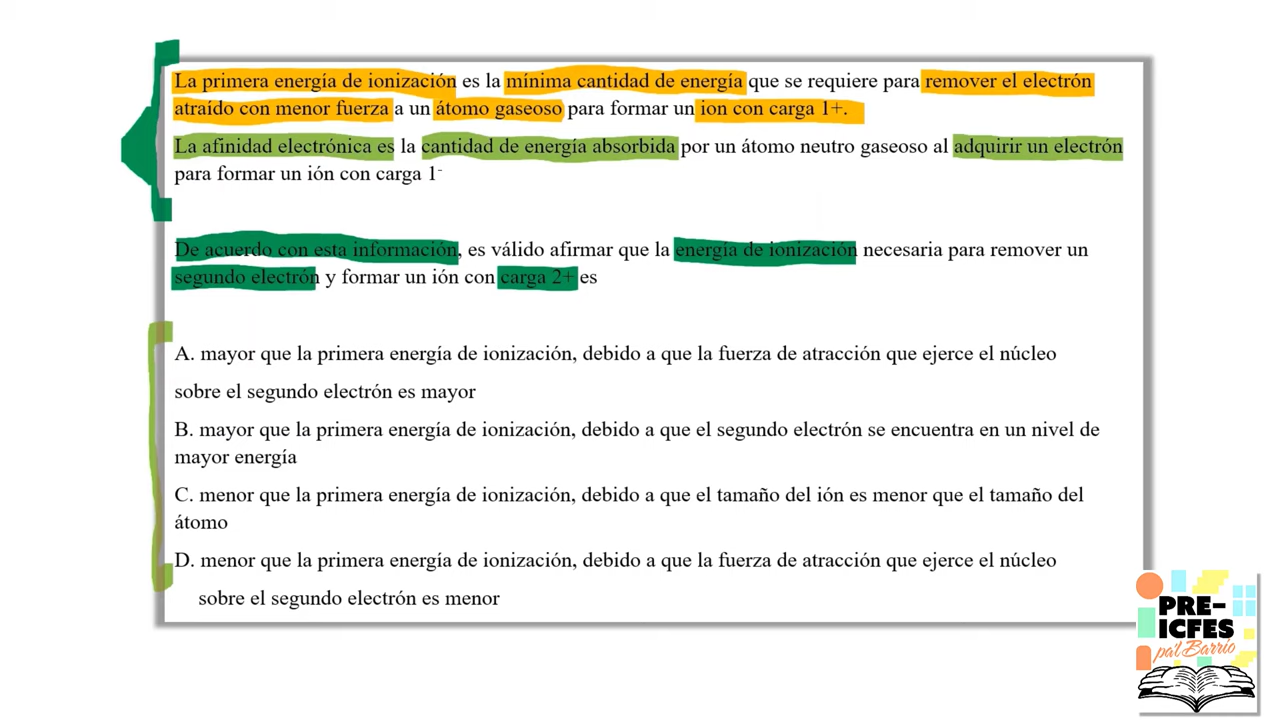 La primera energía de ionización es la mínima cantidad de energía que se requiere para remover el electrón
atraído con menor fuerza a un átomo gaseoso para formar un ion con carga 1+.
La afinidad electrónica es la cantidad de energía absorbida por un átomo neutro gaseoso al adquirir un electrón
para formar un ión con carga 1-
De acuerdo con esta información, es válido afirmar que la energía de ionización necesaria para remover un
segundo electrón y formar un ión con carga 2+ es
A. mayor que la primera energía de ionización, debido a que la fuerza de atracción que ejerce el núcleo
sobre el segundo electrón es mayor
B. mayor que la primera energía de ionización, debido a que el segundo electrón se encuentra en un nivel de
mayor energía
C. menor que la primera energía de ionización, debido a que el tamaño del ión es menor que el tamaño del
átomo
D. menor que la primera energía de ionización, debido a que la fuerza de atracción que ejerce el núcleo
sobre el segundo electrón es menor
PRE-
ICFES
pa'l Barrio